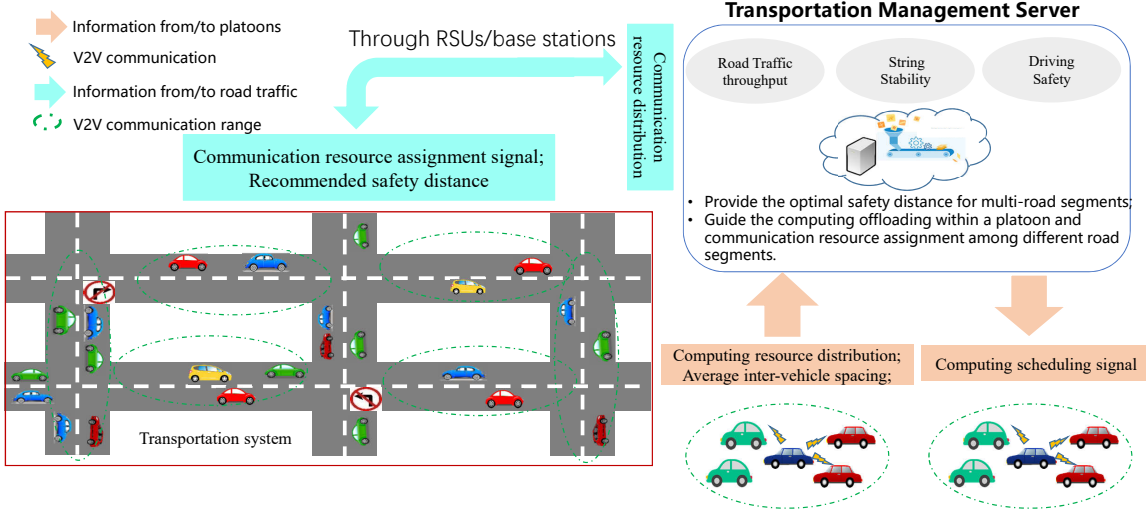 Information from/to platoons
V2V communication
Information from/to road traffic
V2V communication range
Through RSUs/base stations
Communication resource assignment signal;
Recommended safety distance
Communication
resource distribution
Transportation Management Server
Road Traffic
throughput
String
Stability
Driving
Safety
• Provide the optimal safety distance for multi-road segments;
• Guide the computing offloading within a platoon and
communication resource assignment among different road
segments.
Transportation system
Computing resource distribution;
Average inter-vehicle spacing;
Computing scheduling signal